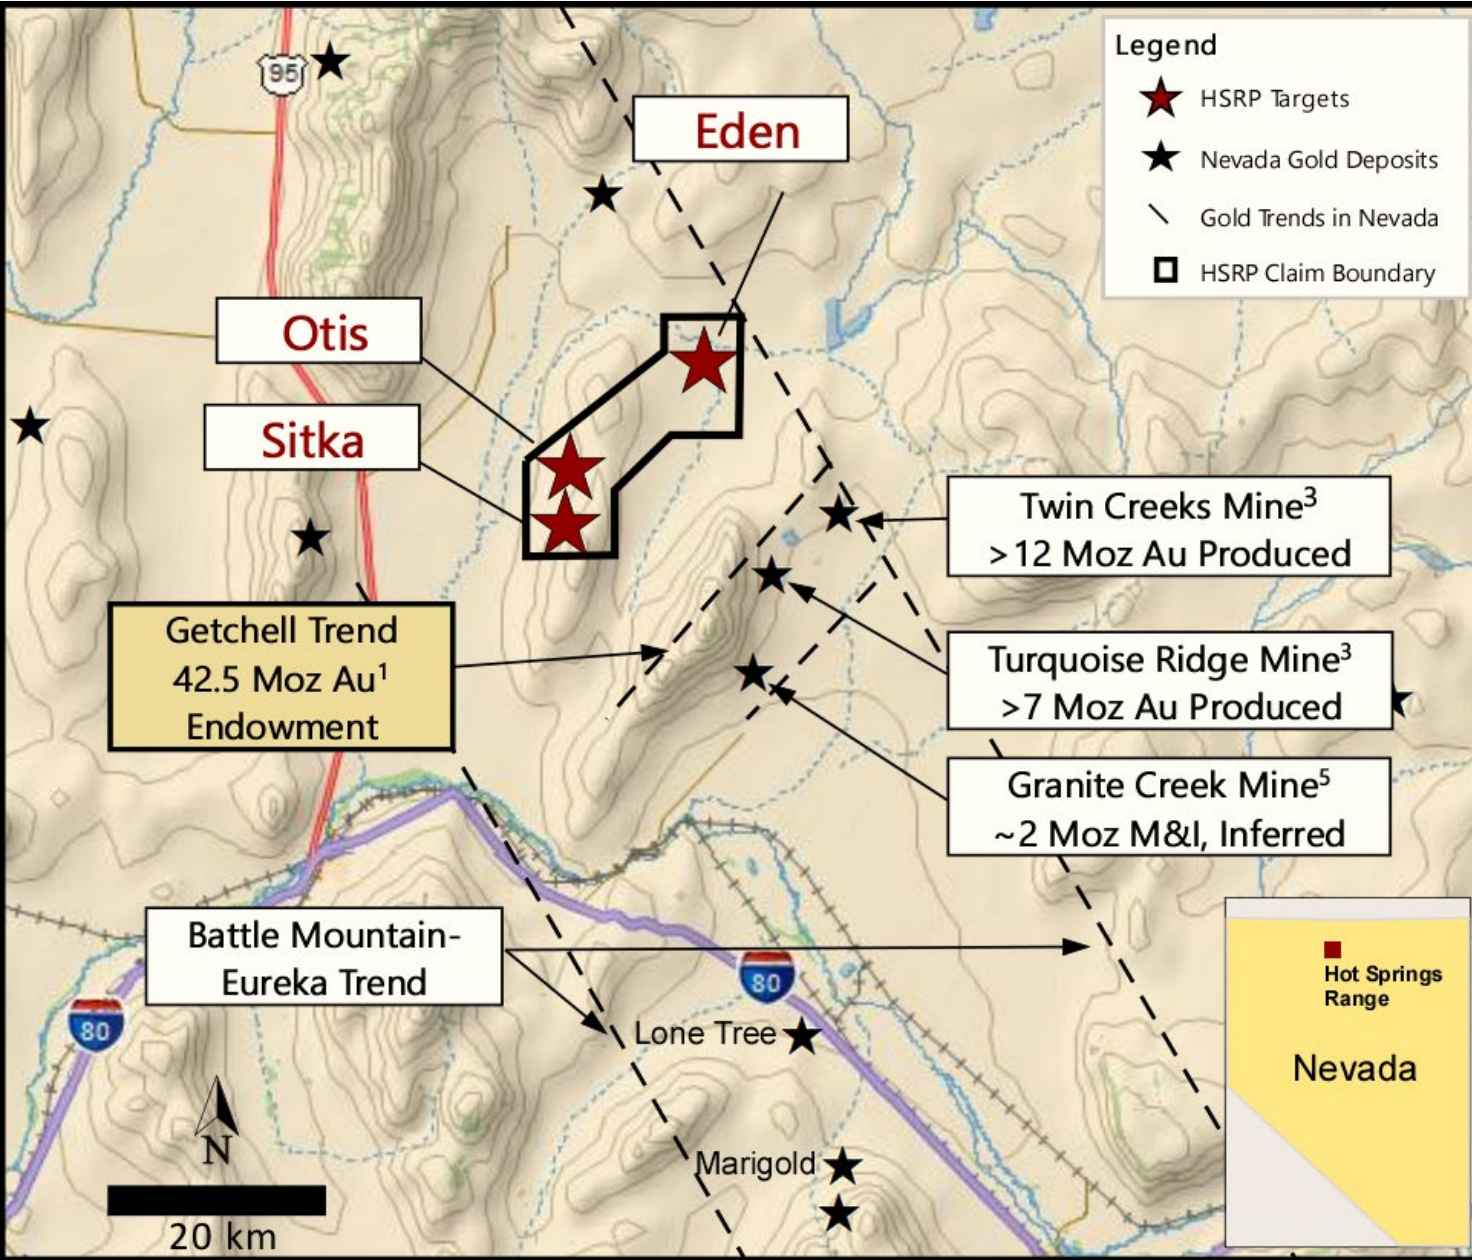 95
Legend
HSRP Targets
Nevada Gold Deposits
Gold Trends in Nevada
HSRP Claim Boundary
Eden
Otis
Sitka
Twin Creeks Mine³
>12 Moz Au Produced
Getchell Trend
42.5 Moz Au¹
Endowment
Turquoise Ridge Mine³
>7 Moz Au Produced
Granite Creek Mine⁵
~2 Moz M&I, Inferred
Battle Mountain-
Eureka Trend
80
80
Lone Tree
Marigold
N
20 km
Hot Springs
Range
Nevada